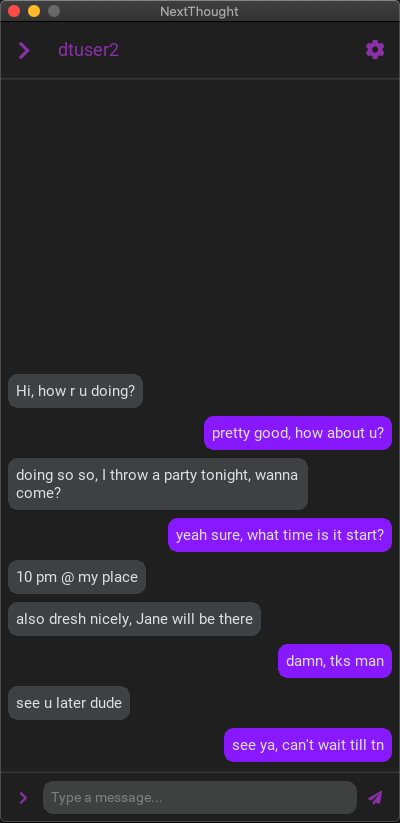 NextThought
dtuser2
Hi, how r u doing?
pretty good, how about u?
doing so so, I throw a party tonight, wanna
come?
yeah sure, what time is it start?
10 pm @ my place
also dresh nicely, Jane will be there
damn, tks man
see u later dude
see ya, can't wait till tn
Type a message...